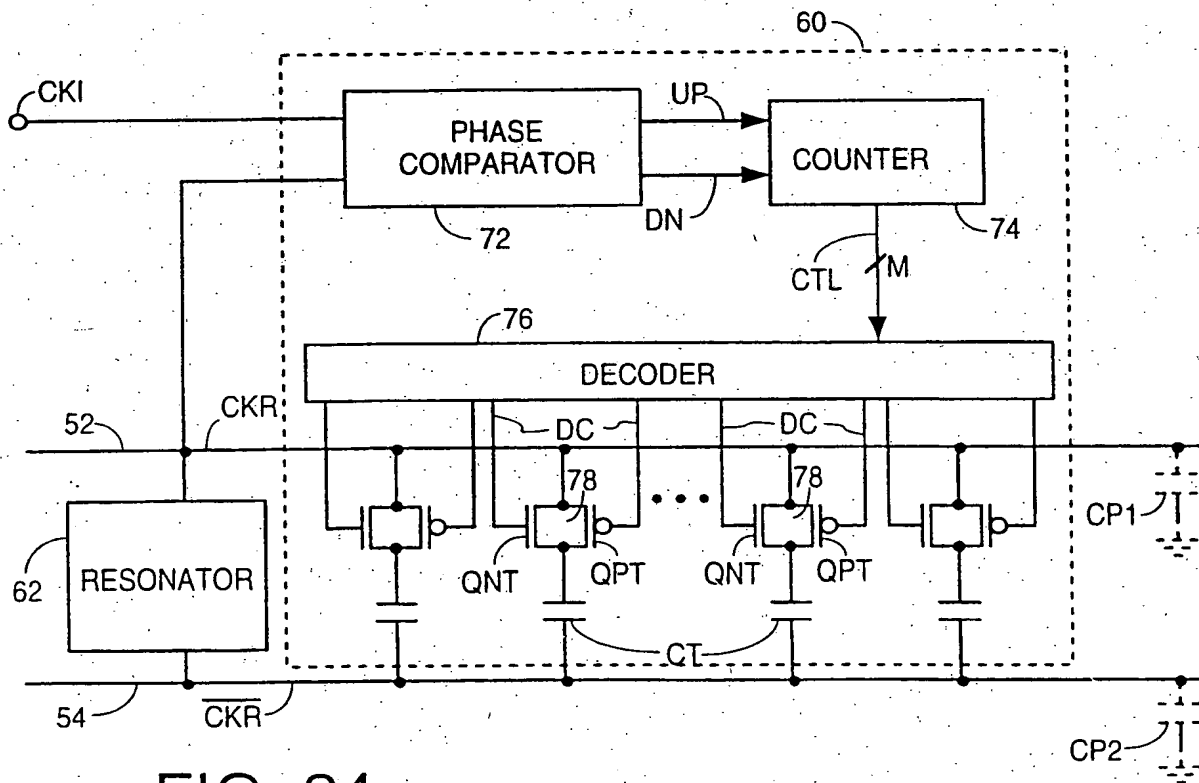 60
CKI
PHASE
COMPARATOR
UP
DN
72
COUNTER
74
CTL
M
76
DECODER
52
CKR
DC
DC
78
78
CP1
RESONATOR
62
QNT
QPT
QNT
QPT
CT
54
CKR
CP2